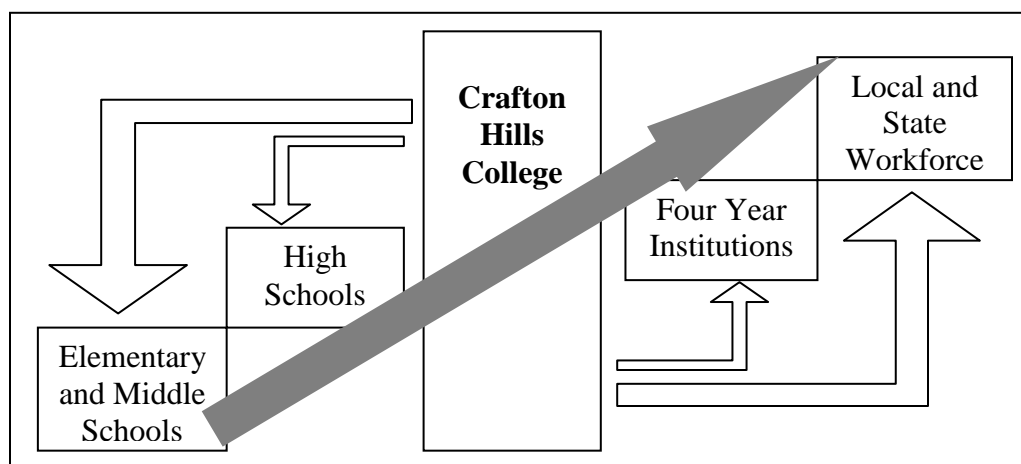 Crafton
Hills
College
Local and
State
Workforce
Four Year
Institutions
High
Schools
Elementary
and Middle
Schools